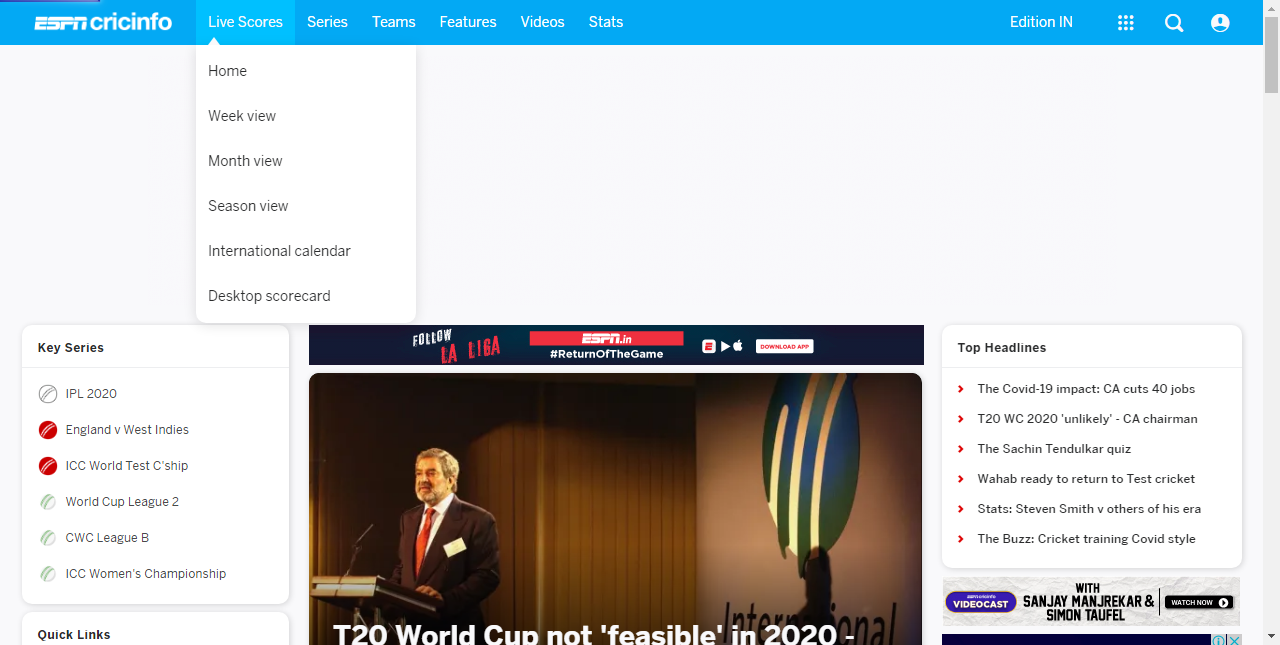 ESPN cricinfo
Live Scores
Series
Teams
Features
Videos
Stats
Edition IN
Home
Week view
Month view
Season view
International calendar
Desktop scorecard
Key Series
IPL 2020
England v West Indies
ICC World Test C'ship
World Cup League 2
CWC League B
ICC Women's Championship
Quick Links
FOLLOW
LA LIGA
ESPN.in
#ReturnOfTheGame
DOWNLOAD APP
International
T20 World Cup not 'feasible' in 2020 -
Top Headlines
The Covid-19 impact: CA cuts 40 jobs
T20 WC 2020 'unlikely' - CA chairman
The Sachin Tendulkar quiz
Wahab ready to return to Test cricket
Stats: Steven Smith v others of his era
The Buzz: Cricket training Covid style
ESPN cricinfo
VIDEOCAST
WITH
SANJAY MANJREKAR &
SIMON TAUFEL
WATCH NOW